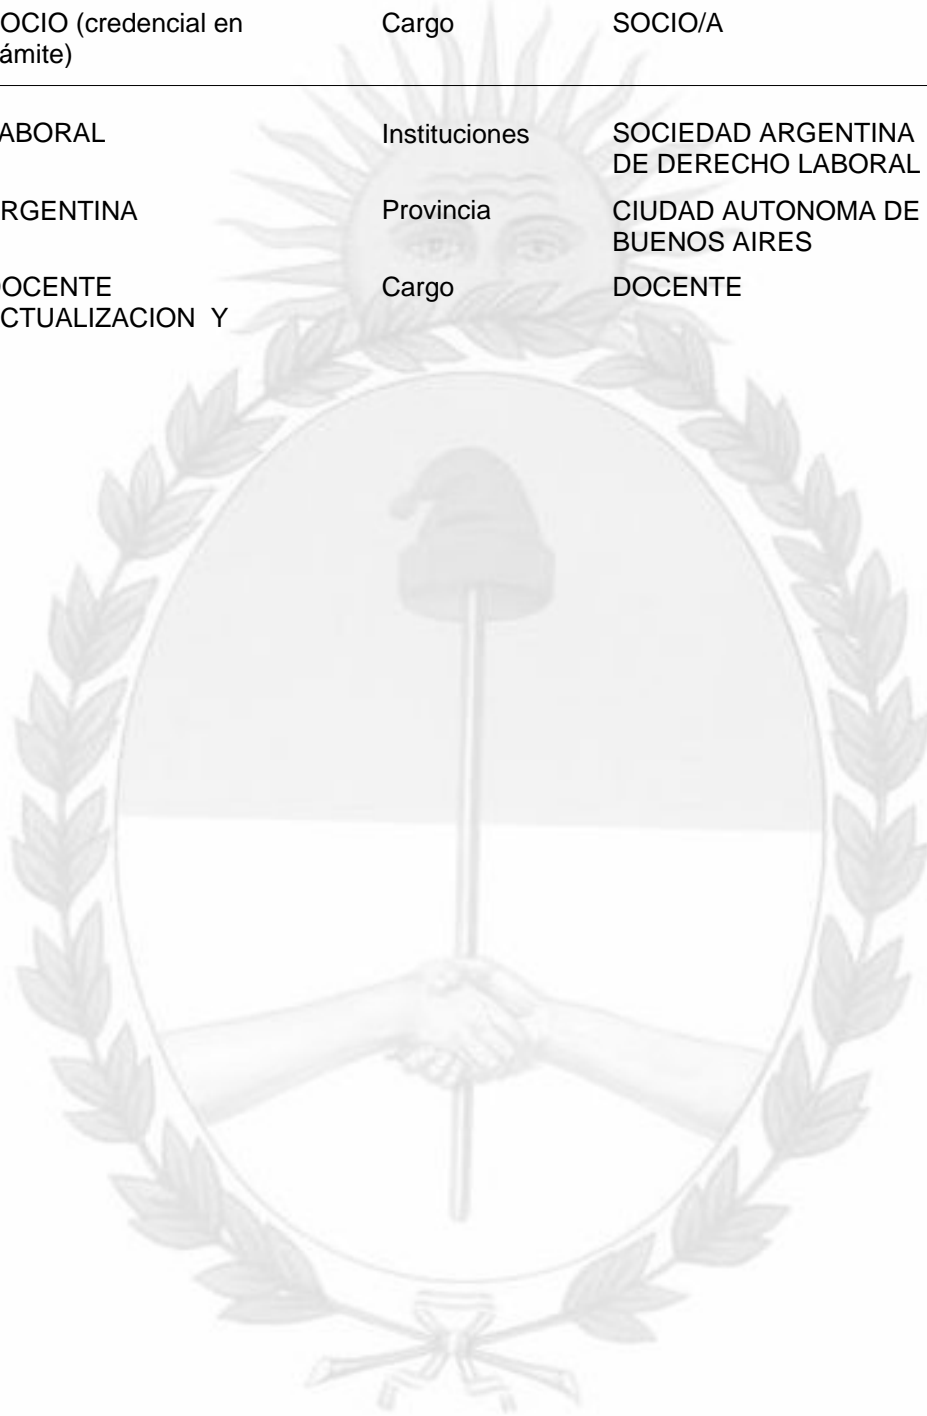 OCIO (credencial en Cargo SOCIO/A
ámite)
ABORAL Instituciones SOCIEDAD ARGENTINA
DE DERECHO LABORAL
RGENTINA Provincia CIUDAD AUTONOMA DE
BUENOS AIRES
OCENTE Cargo DOCENTE
CTUALIZACION Y